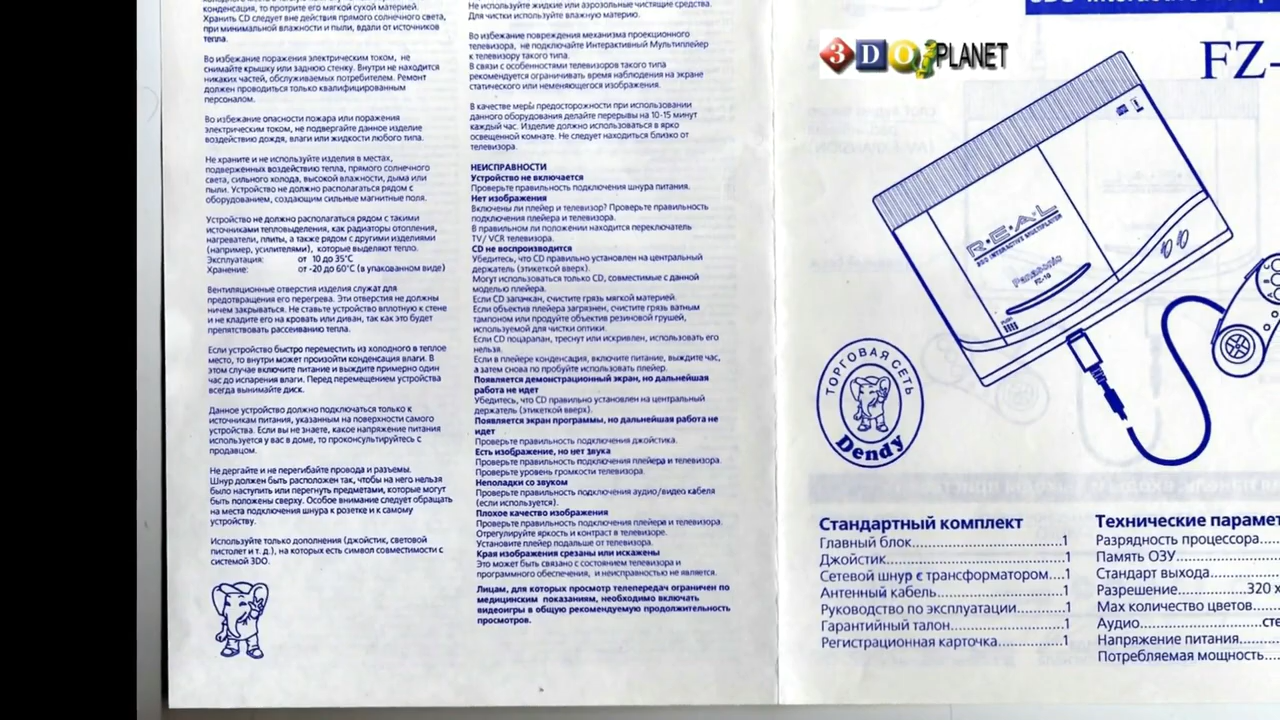 конденсация, то протрите его мягкой сухой материей.
Хранить CD следует вне действия прямого солнечного света,
при минимальной влажности и пыли, вдали от источников
тепла.
Во избежание поражения электрическим током, не
снимайте крышку или заднюю стенку. Внутри не находится
никаких частей, обслуживаемых потребителем. Ремонт
должен проводиться только квалифицированным
персоналом.
Во избежание опасности пожара или поражения
электрическим током, не подвергайте данное изделие
воздействию дождя, влаги или жидкости любого типа.
Не храните и не используйте изделия в местах,
подверженных воздействию тепла, прямого солнечного
света, сильного холода, высокой влажности, дыма или
пыли. Устройство не должно располагаться рядом с
оборудованием, создающим сильные магнитные поля.
Устройство не должно располагаться рядом с такими
источниками тепловыделения, как радиаторы отопления,
нагреватели, плиты, а также рядом с другими изделиями
(например, усилителями), которые выделяют тепло.
Эксплуатация: от 10 до 35°C
Хранение: от -20 до 60°C (в упакованном виде)
Вентиляционные отверстия изделия служат для
предотвращения его перегрева. Эти отверстия не должны
ничем закрываться. Не ставьте устройство вплотную к стене
и не кладите его на кровать или диван, так как это будет
препятствовать рассеиванию тепла.
Если устройство быстро переместить из холодного в теплое
место, то внутри может произойти конденсация влаги. В
этом случае включите питание и выждите примерно один
час до испарения влаги. Перед перемещением устройства
всегда вынимайте диск.
Данное устройство должно подключаться только к
источникам питания, указанным на поверхности самого
устройства. Если вы не знаете, какое напряжение питания
используется у вас в доме, то проконсультируйтесь с
продавцом.
Не дергайте и не перегибайте провода и разъемы.
Шнур должен быть расположен так, чтобы на него нельзя
было наступить или перегнуть предметами, которые могут
быть положены сверху. Особое внимание следует обращать
на места подключения шнура к розетке и к самому
устройству.
Используйте только дополнения (джойстик, световой
пистолет и т. д.), на которых есть символ совместимости с
системой 3DO.
Не используйте жидкие или аэрозольные чистящие средства.
Для чистки используйте влажную материю.
Во избежание повреждения механизма проекционного
телевизора, не подключайте Интерактивный Мультиплейер
к телевизору такого типа.
В связи с особенностями телевизоров такого типа
рекомендуется ограничивать время наблюдения на экране
статического или неменяющегося изображения.
В качестве меры предосторожности при использовании
данного оборудования делайте перерывы на 10-15 минут
каждый час. Изделие должно использоваться в ярко
освещенной комнате. Не следует находиться близко от
телевизора.
НЕИСПРАВНОСТИ
Устройство не включается
Проверьте правильность подключения шнура питания.
Нет изображения
Включены ли плейер и телевизор? Проверьте правильность
подключения плейера и телевизора.
В правильном ли положении находится переключатель
TV/ VCR телевизора.
CD не воспроизводится
Убедитесь, что CD правильно установлен на центральный
держатель (этикеткой вверх).
Могут использоваться только CD, совместимые с данной
моделью плейера.
Если CD запачкан, счистите грязь мягкой материей.
Если объектив плейера загрязнен, счистите грязь ватным
тампоном или продуйте объектив резиновой грушей,
используемой для чистки оптики.
Если CD поцарапан, треснут или искривлен, использовать его
нельзя.
Если в плейере конденсация, включите питание, выждите час,
а затем снова по пробуйте использовать плейер.
Появляется демонстрационный экран, но дальнейшая
работа не идет
Убедитесь, что CD правильно установлен на центральный
держатель (этикеткой вверх).
Появляется экран программы, но дальнейшая работа не
идет
Проверьте правильность подключения джойстика.
Есть изображение, но нет звука
Проверьте правильность подключения плейера и телевизора.
Проверьте уровень громкости телевизора.
Неполадки со звуком
Проверьте правильность подключения аудио/видео кабеля
(если используется).
Плохое качество изображения
Проверьте правильность подключения плейера и телевизора.
Отрегулируйте яркость и контраст в телевизоре.
Установите плейер подальше от телевизора.
Края изображения срезаны или искажены
Это может быть связано с состоянием телевизора и
программного обеспечения, и неисправностью не является.
Лицам, для которых просмотр телепередач ограничен по
медицинским показаниям, необходимо включать
видеоигры в общую рекомендуемую продолжительность
просмотров.
3DO PLANET
FZ-
R·E·A·L
3DO INTERACTIVE MULTIPLAYER
Panasonic
FZ-10
ТОРГОВАЯ СЕТЬ
Dendy
Стандартный комплект
Главный блок 1
Джойстик 1
Сетевой шнур с трансформатором 1
Антенный кабель 1
Руководство по эксплуатации 1
Гарантийный талон 1
Регистрационная карточка 1
Технические парамет
Разрядность процессора
Память ОЗУ
Стандарт выхода
Разрешение 320 x
Мах количество цветов
Аудио сте
Напряжение питания
Потребляемая мощность